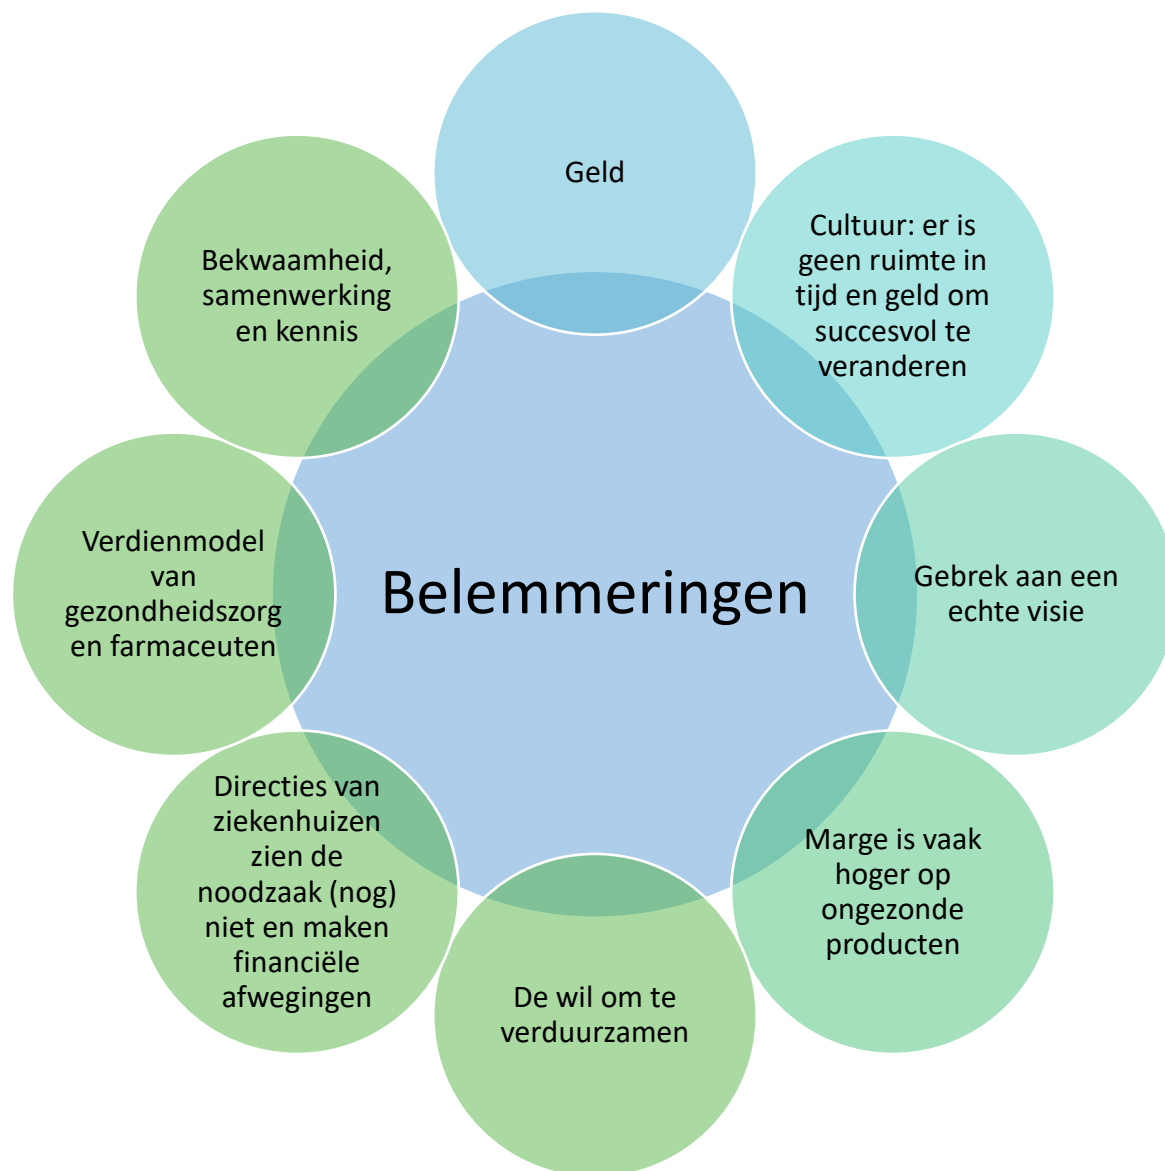 Geld
Cultuur: er is
geen ruimte in
tijd en geld om
succesvol te
veranderen
Gebrek aan een
echte visie
Marge is vaak
hoger op
ongezonde
producten
De wil om te
verduurzamen
Directies van
ziekenhuizen
zien de
noodzaak (nog)
niet en maken
financiële
afwegingen
Verdienmodel
van
gezondheidszorg
en farmaceuten
Bekwaamheid,
samenwerking
en kennis
Belemmeringen